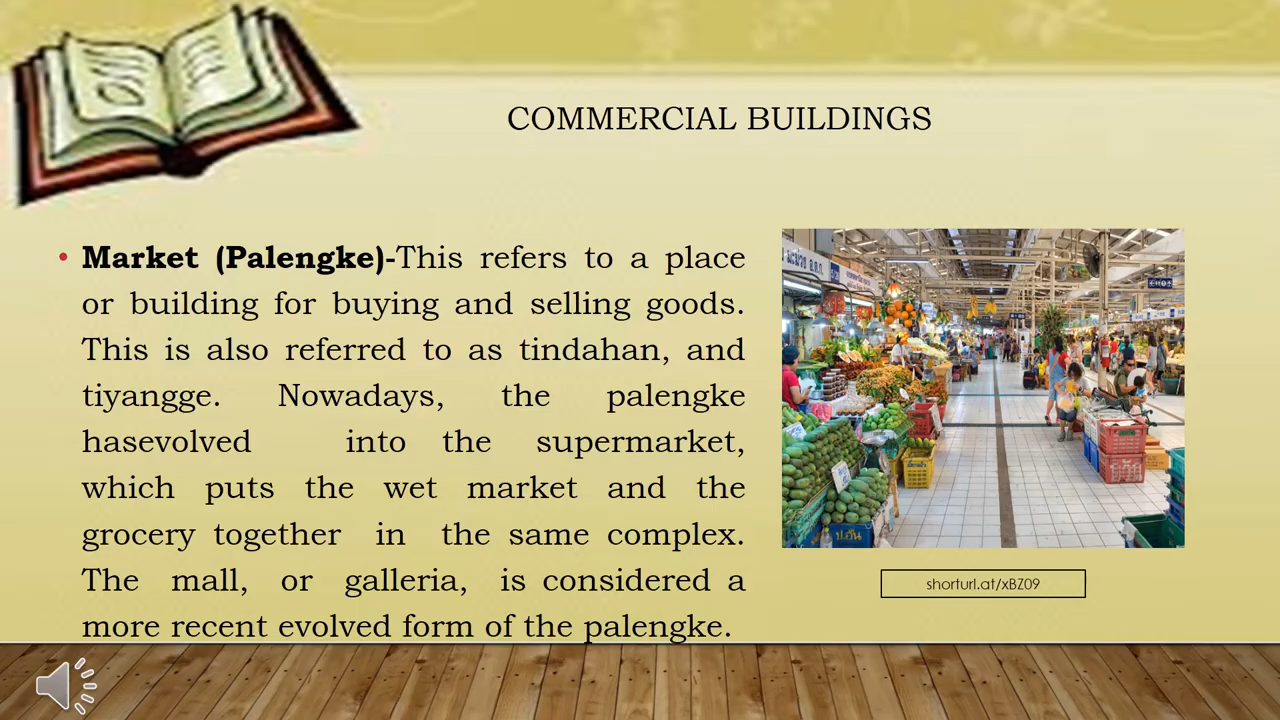 COMMERCIAL BUILDINGS
• Market (Palengke)-This refers to a place
or building for buying and selling goods.
This is also referred to as tindahan, and
tiyangge. Nowadays, the palengke
hasevolved into the supermarket,
which puts the wet market and the
grocery together in the same complex.
The mall, or galleria, is considered a
more recent evolved form of the palengke.
shorturl.at/xBZ09